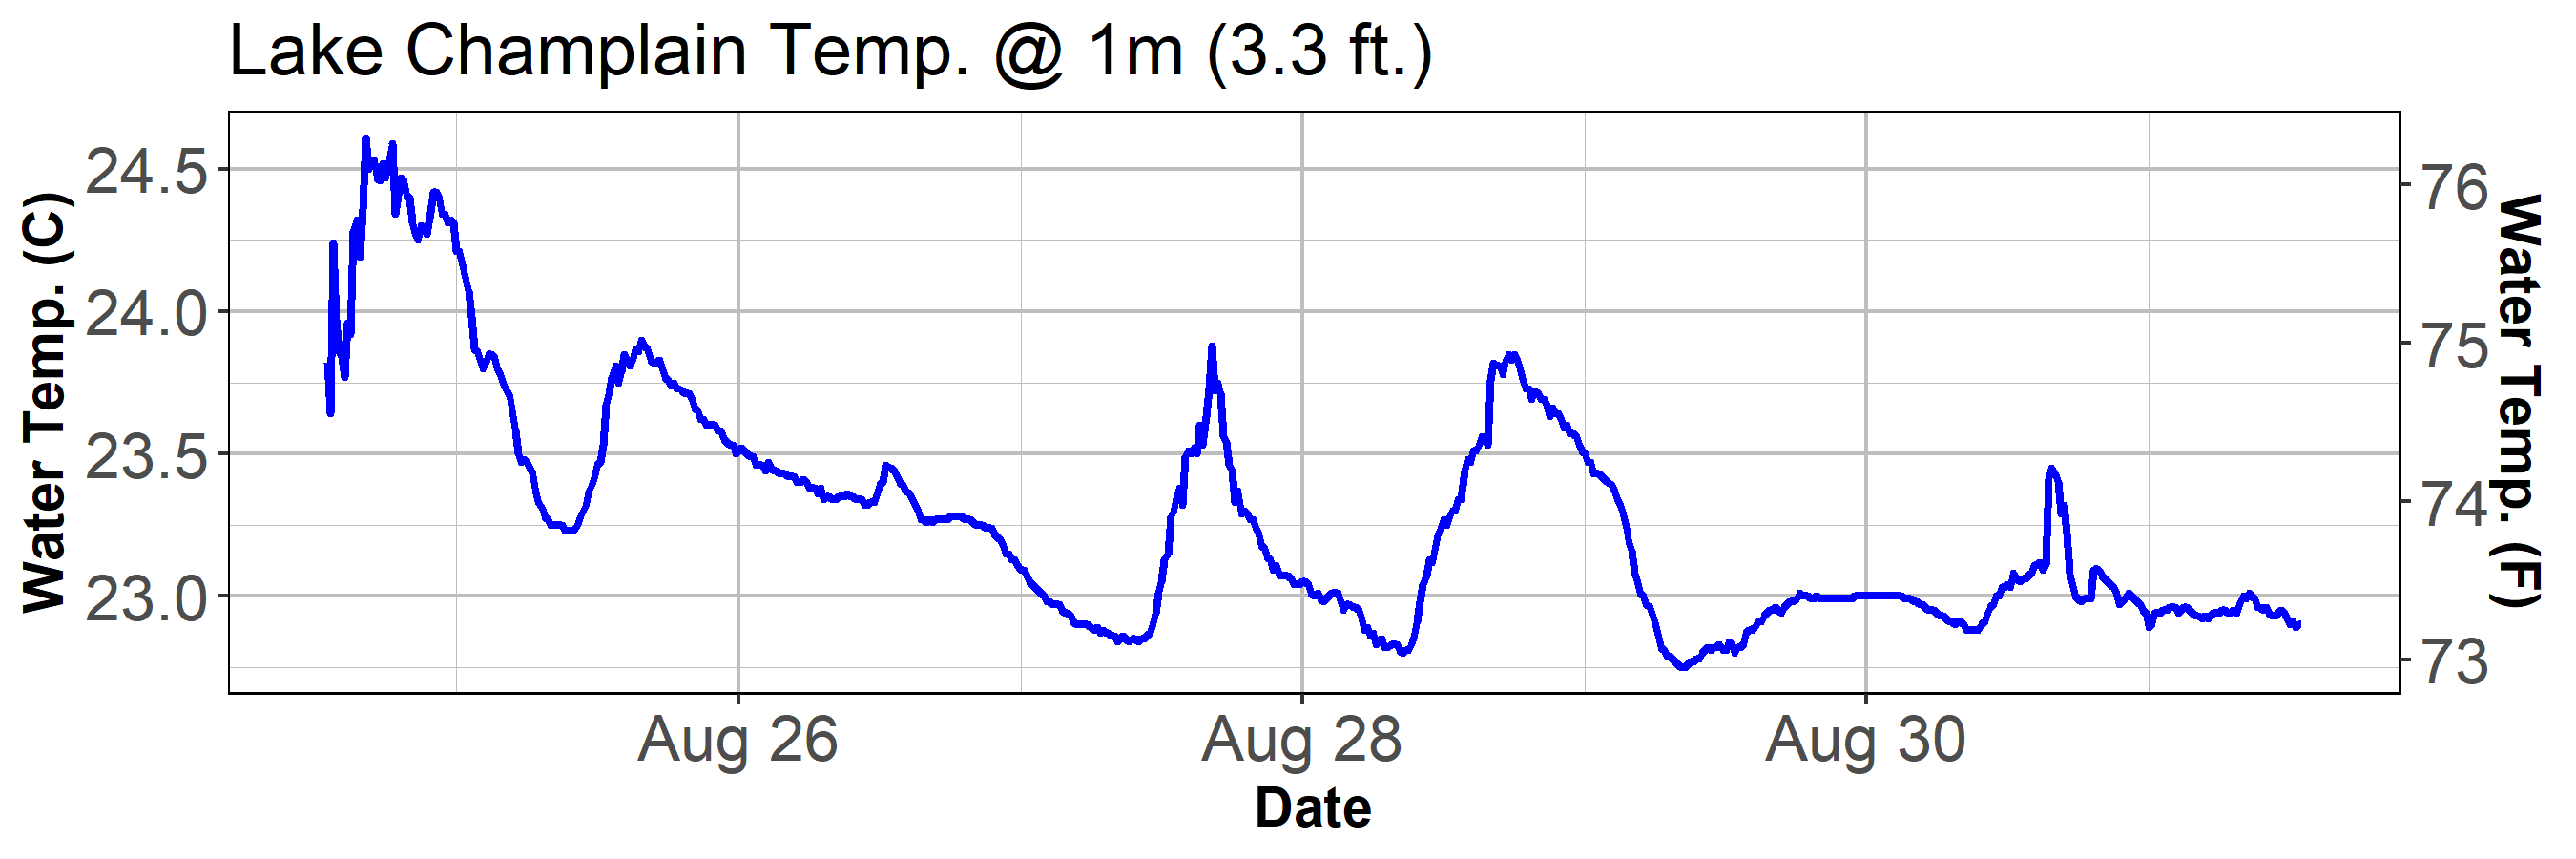 Lake Champlain Temp. @ 1m (3.3 ft.)
Water Temp. (C)
24.5
24.0
23.5
23.0
76
75
74
73
Water Temp. (F)
Aug 26
Aug 28
Aug 30
Date